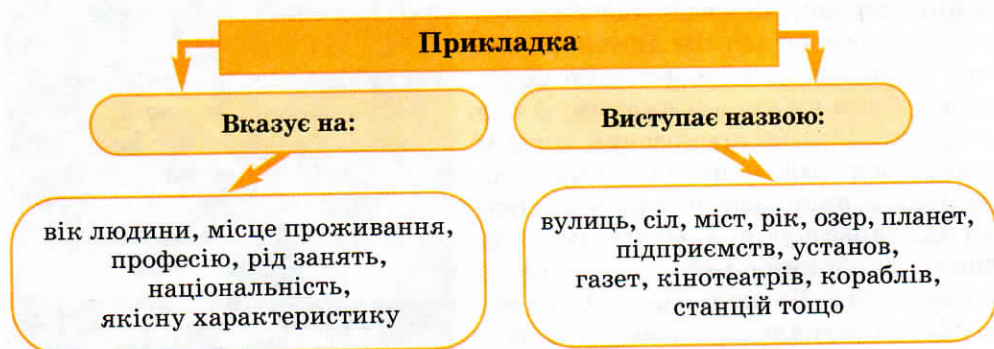 Прикладка
Вказує на:
Виступає назвою:
вік людини, місце проживання,
професію, рід занять,
національність,
якісну характеристику
вулиць, сіл, міст, рік, озер, планет,
підприємств, установ,
газет, кінотеатрів, кораблів,
станцій тощо